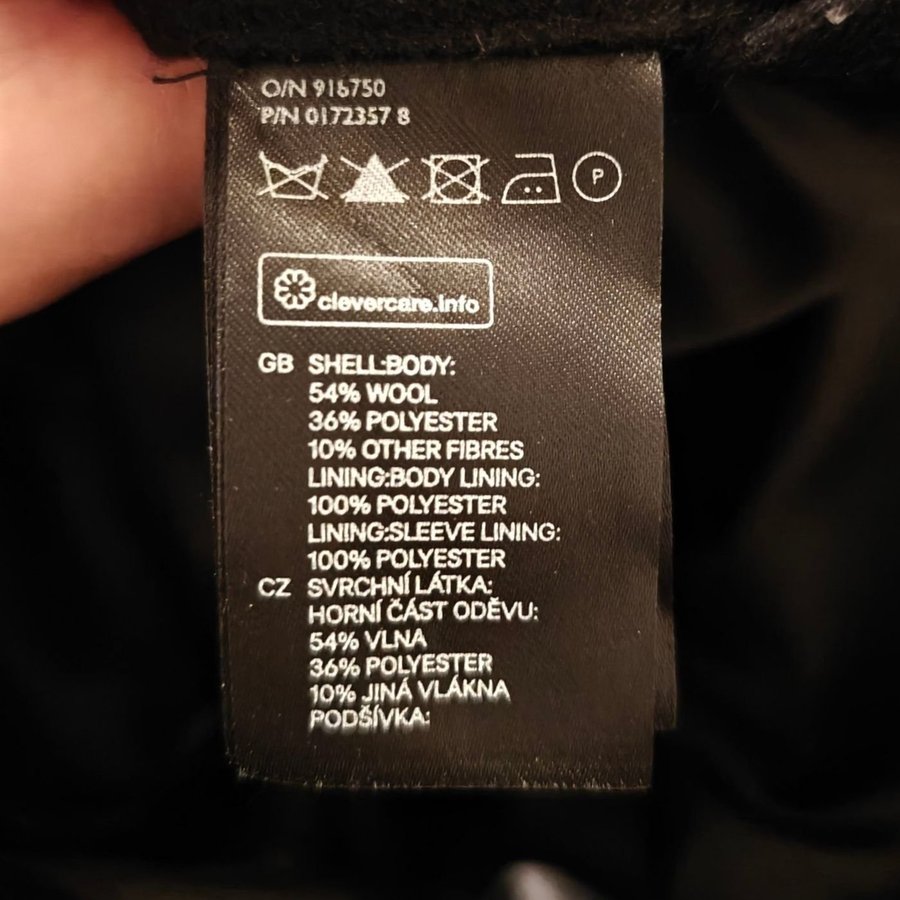 O/N 916750
P/N 0172357 8
P
clevercare.info
GB SHELL:BODY:
54% WOOL
36% POLYESTER
10% OTHER FIBRES
LINING:BODY LINING:
100% POLYESTER
LINING:SLEEVE LINING:
100% POLYESTER
CZ SVRCHNÍ LÁTKA:
HORNÍ ČÁST ODĚVU:
54% VLNA
36% POLYESTER
10% JINÁ VLÁKNA
PODŠÍVKA: